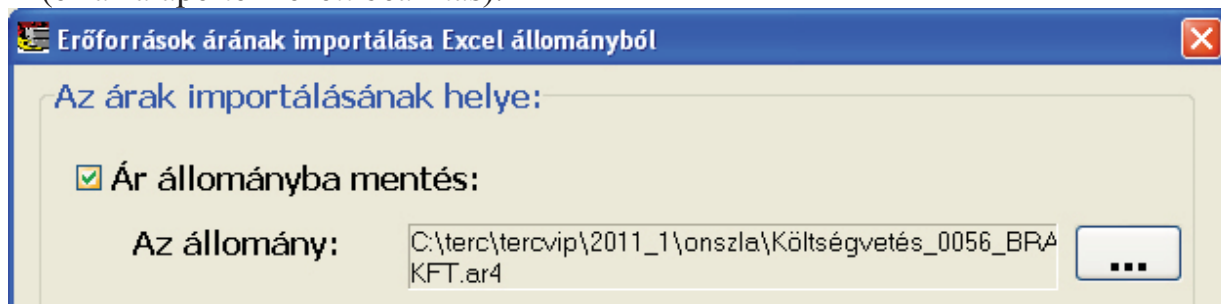 Erőforrások árának importálása Excel állományból
Az árak importálásának helye:
Ár állományba mentés:
Az állomány:
C:\terc\tercvip\2011_1\onszla\Költségvetés_0056_BRA
KFT.ar4
...